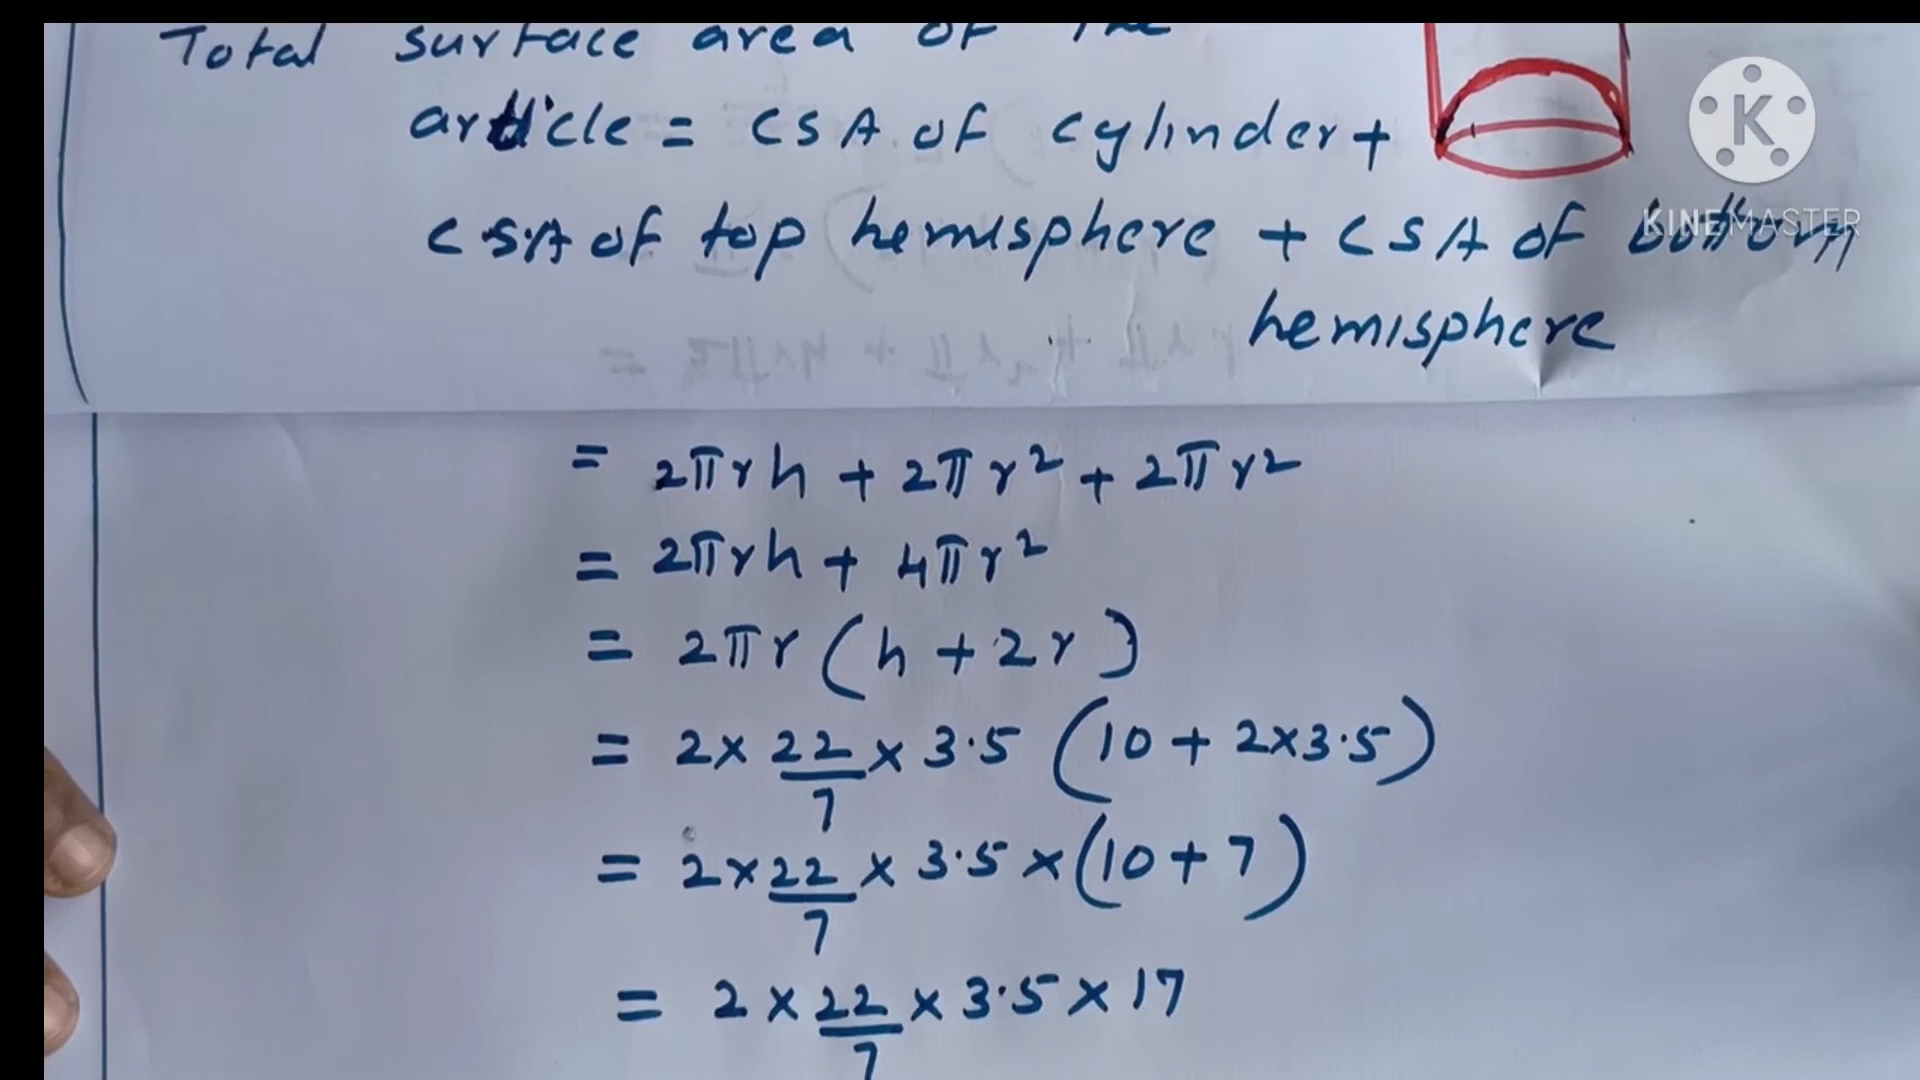 Total surface area of the
article = CSA of cylinder +
CSA of top hemisphere + CSA of bottom
hemisphere
= 2πrh + 2πr² + 2πr²
= 2πrh + 4πr²
= 2πr (h + 2r)
= 2 × 22/7 × 3.5 (10 + 2×3.5)
= 2 × 22/7 × 3.5 × (10 + 7)
= 2 × 22/7 × 3.5 × 17
K
KINEMASTER